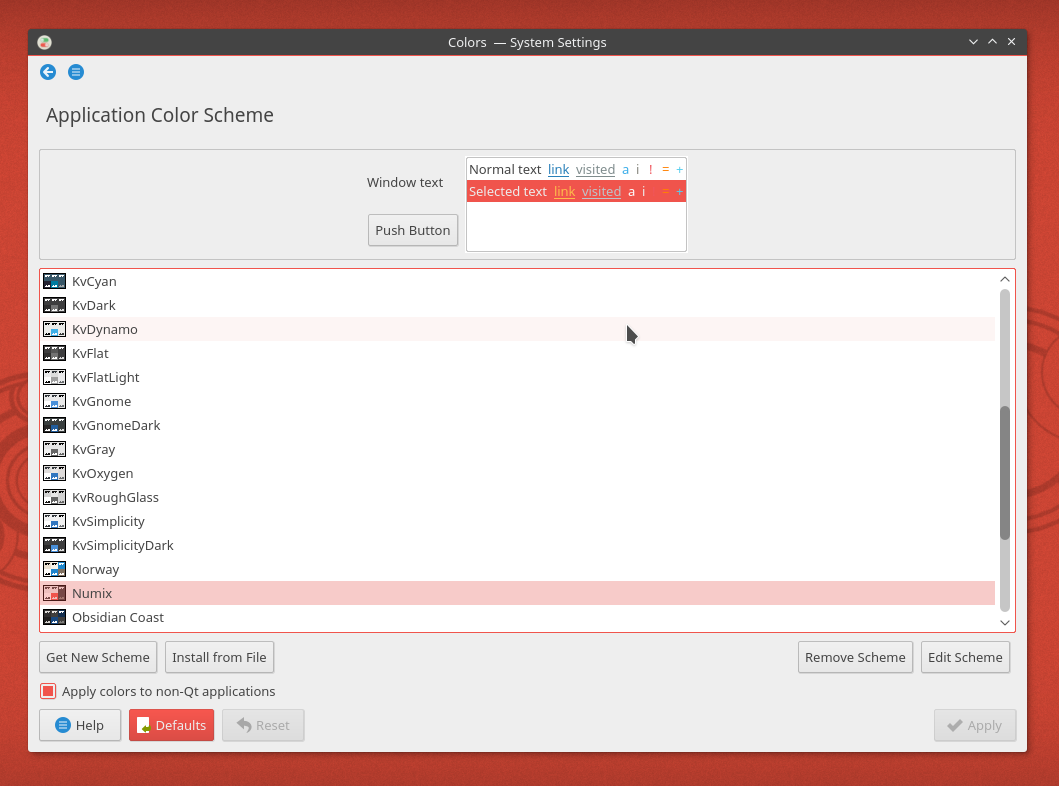 Colors — System Settings
Application Color Scheme
Window text
Normal text link visited a i ! = +
Selected text link visited a i = +
Push Button
KvCyan
KvDark
KvDynamo
KvFlat
KvFlatLight
KvGnome
KvGnomeDark
KvGray
KvOxygen
KvRoughGlass
KvSimplicity
KvSimplicityDark
Norway
Numix
Obsidian Coast
Get New Scheme Install from File Remove Scheme Edit Scheme
Apply colors to non-Qt applications
Help Defaults Reset Apply